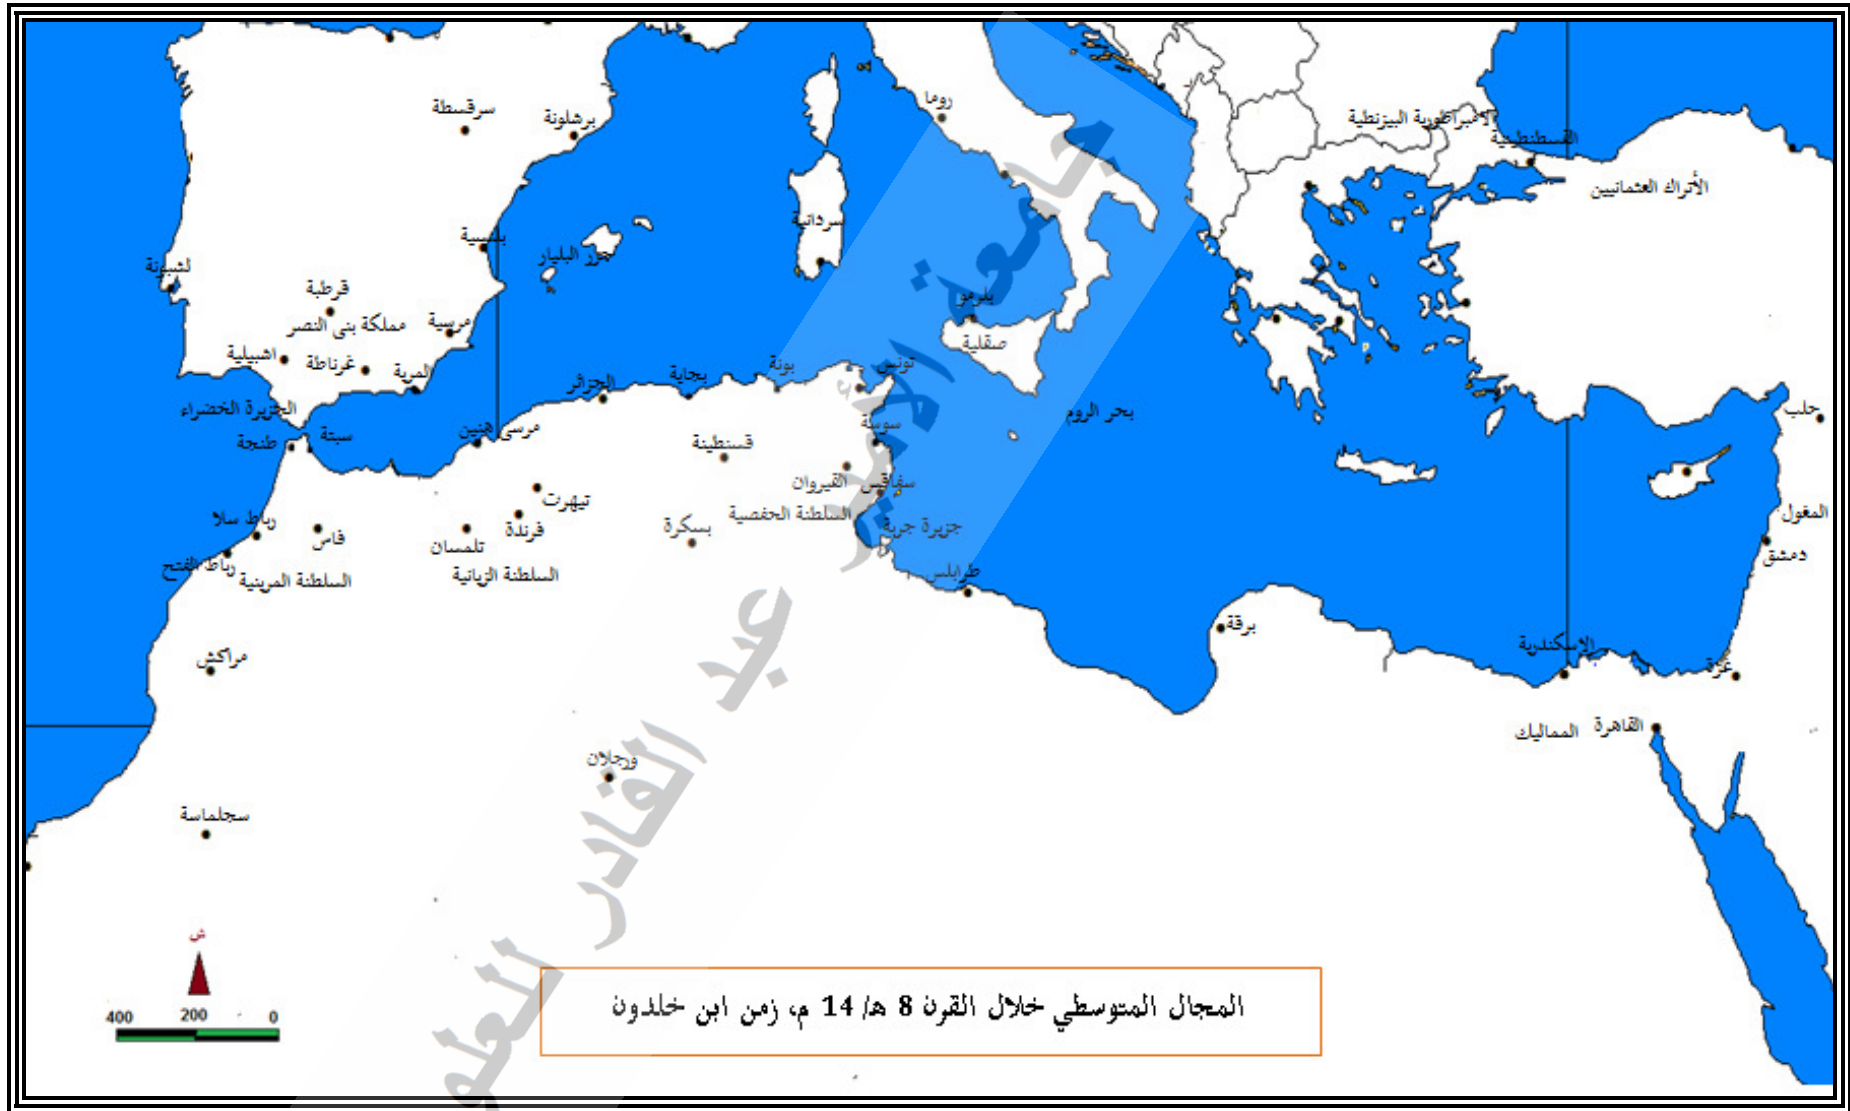 سرقسطة
برشلونة
روما
الامبراطورية البيزنطية
القسطنطينية
الأتراك العثمانيين
سردانية
بلنسية
جزر البليار
لشبونة
قرطبة
مملكة بنى النصر
مرسية
بلرمو
صقلية
اشبيلية
غرناطة
المرية
الجزائر
بجاية
بونة
تونس
بحر الروم
حلب
الجزيرة الخضراء
طنجة
سبتة
مرسى هنين
قسنطينة
سوسة
القيروان
سفاقس
تيهرت
فرندة
السلطنة الحفصية
جزيرة جربة
المغول
دمشق
رباط سلا
فاس
تلمسان
بسكرة
رباط الفتح
السلطنة المرينية
السلطنة الزيانية
طرابلس
برقة
الإسكندرية
غزة
مراكش
المماليك
القاهرة
ورجلان
سجلماسة
ش
400 200 0
المجال المتوسطي خلال القرن 8 ه/ 14 م، زمن ابن خلدون
جامعة الأمير عبد القادر للعلو